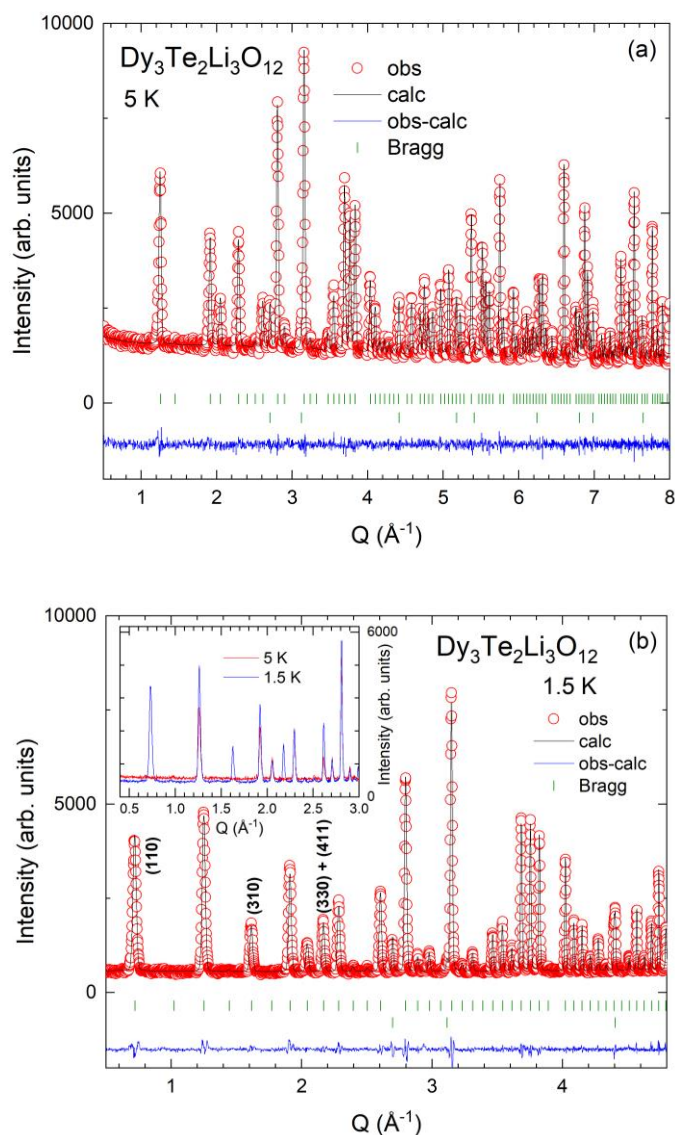 10000
Dy₃Te₂Li₃O₁₂
(a)
5 K
obs
calc
obs-calc
Bragg
5000
0
Intensity (arb. units)
1 2 3 4 5 6 7 8
Q (Å⁻¹)
10000
Dy₃Te₂Li₃O₁₂
(b)
1.5 K
obs
calc
obs-calc
Bragg
5 K
1.5 K
6000
0
Intensity (arb. units)
0.5 1.0 1.5 2.0 2.5 3.0
Q (Å⁻¹)
5000
(110)
(310)
(330) + (411)
0
Intensity (arb. units)
1 2 3 4
Q (Å⁻¹)